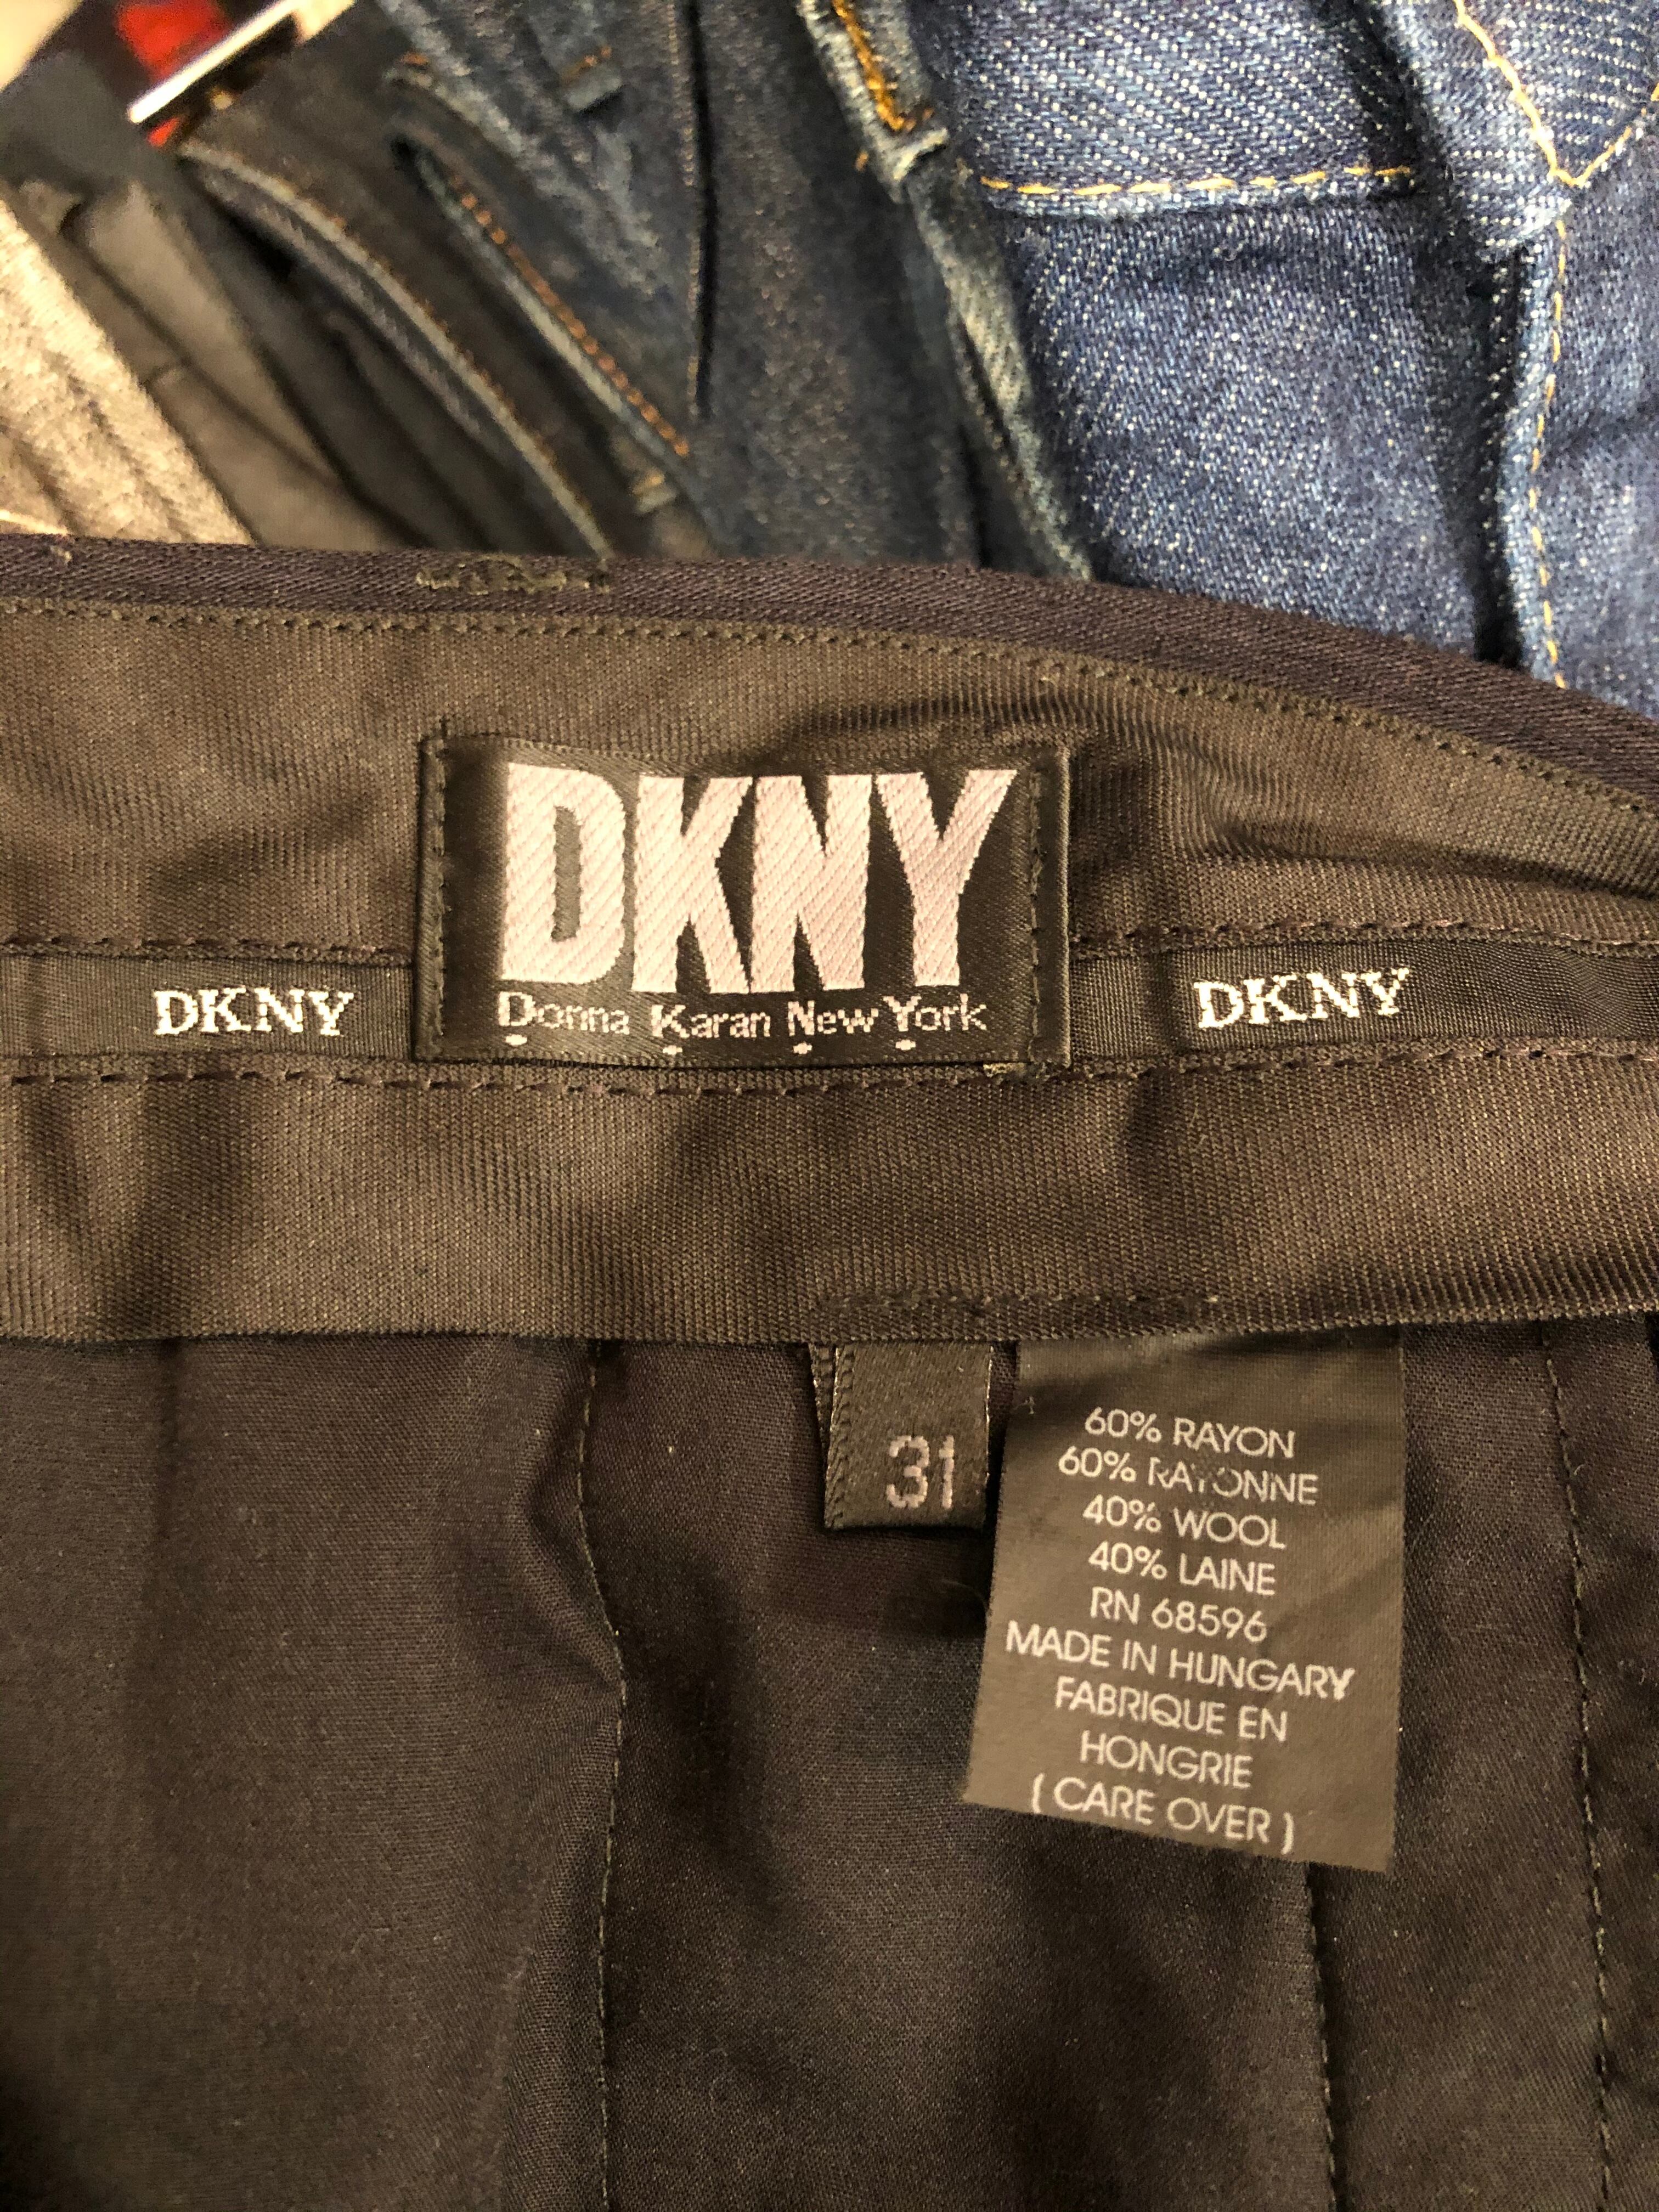 DKNY
Donna Karan New York
DKNY
DKNY
31
60% RAYON
60% RAYONNE
40% WOOL
40% LAINE
RN 68596
MADE IN HUNGARY
FABRIQUE EN
HONGRIE
( CARE OVER )